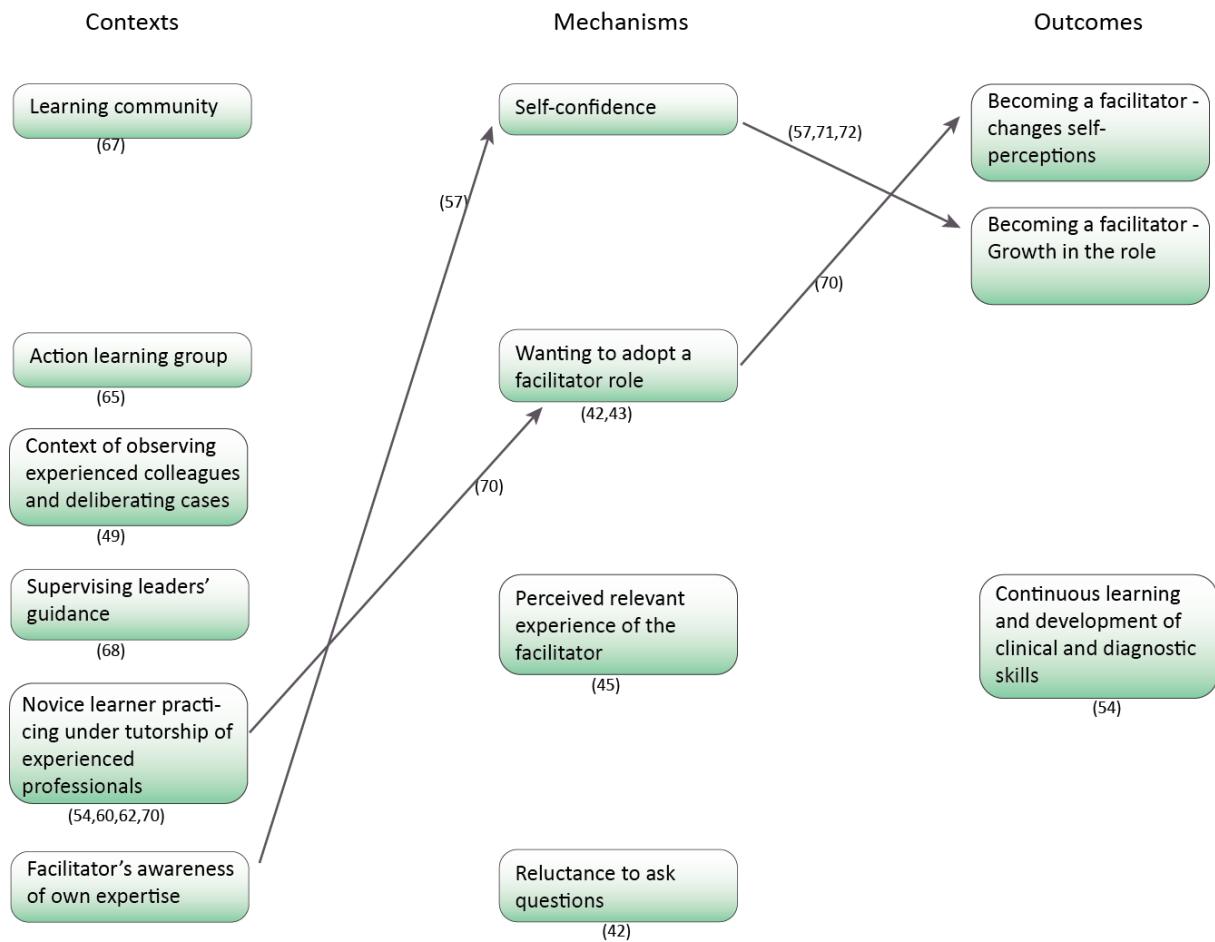 Contexts
Mechanisms
Outcomes
Learning community
(67)
Self-confidence
(57,71,72)
Becoming a facilitator -
changes self-
perceptions
(57)
Becoming a facilitator -
Growth in the role
(70)
Action learning group
(65)
Wanting to adopt a
facilitator role
(42,43)
Context of observing
experienced colleagues
and deliberating cases
(49)
(70)
Supervising leaders’
guidance
(68)
Perceived relevant
experience of the
facilitator
(45)
Continuous learning
and development of
clinical and diagnostic
skills
(54)
Novice learner practi-
cing under tutorship of
experienced
professionals
(54,60,62,70)
Facilitator’s awareness
of own expertise
Reluctance to ask
questions
(42)